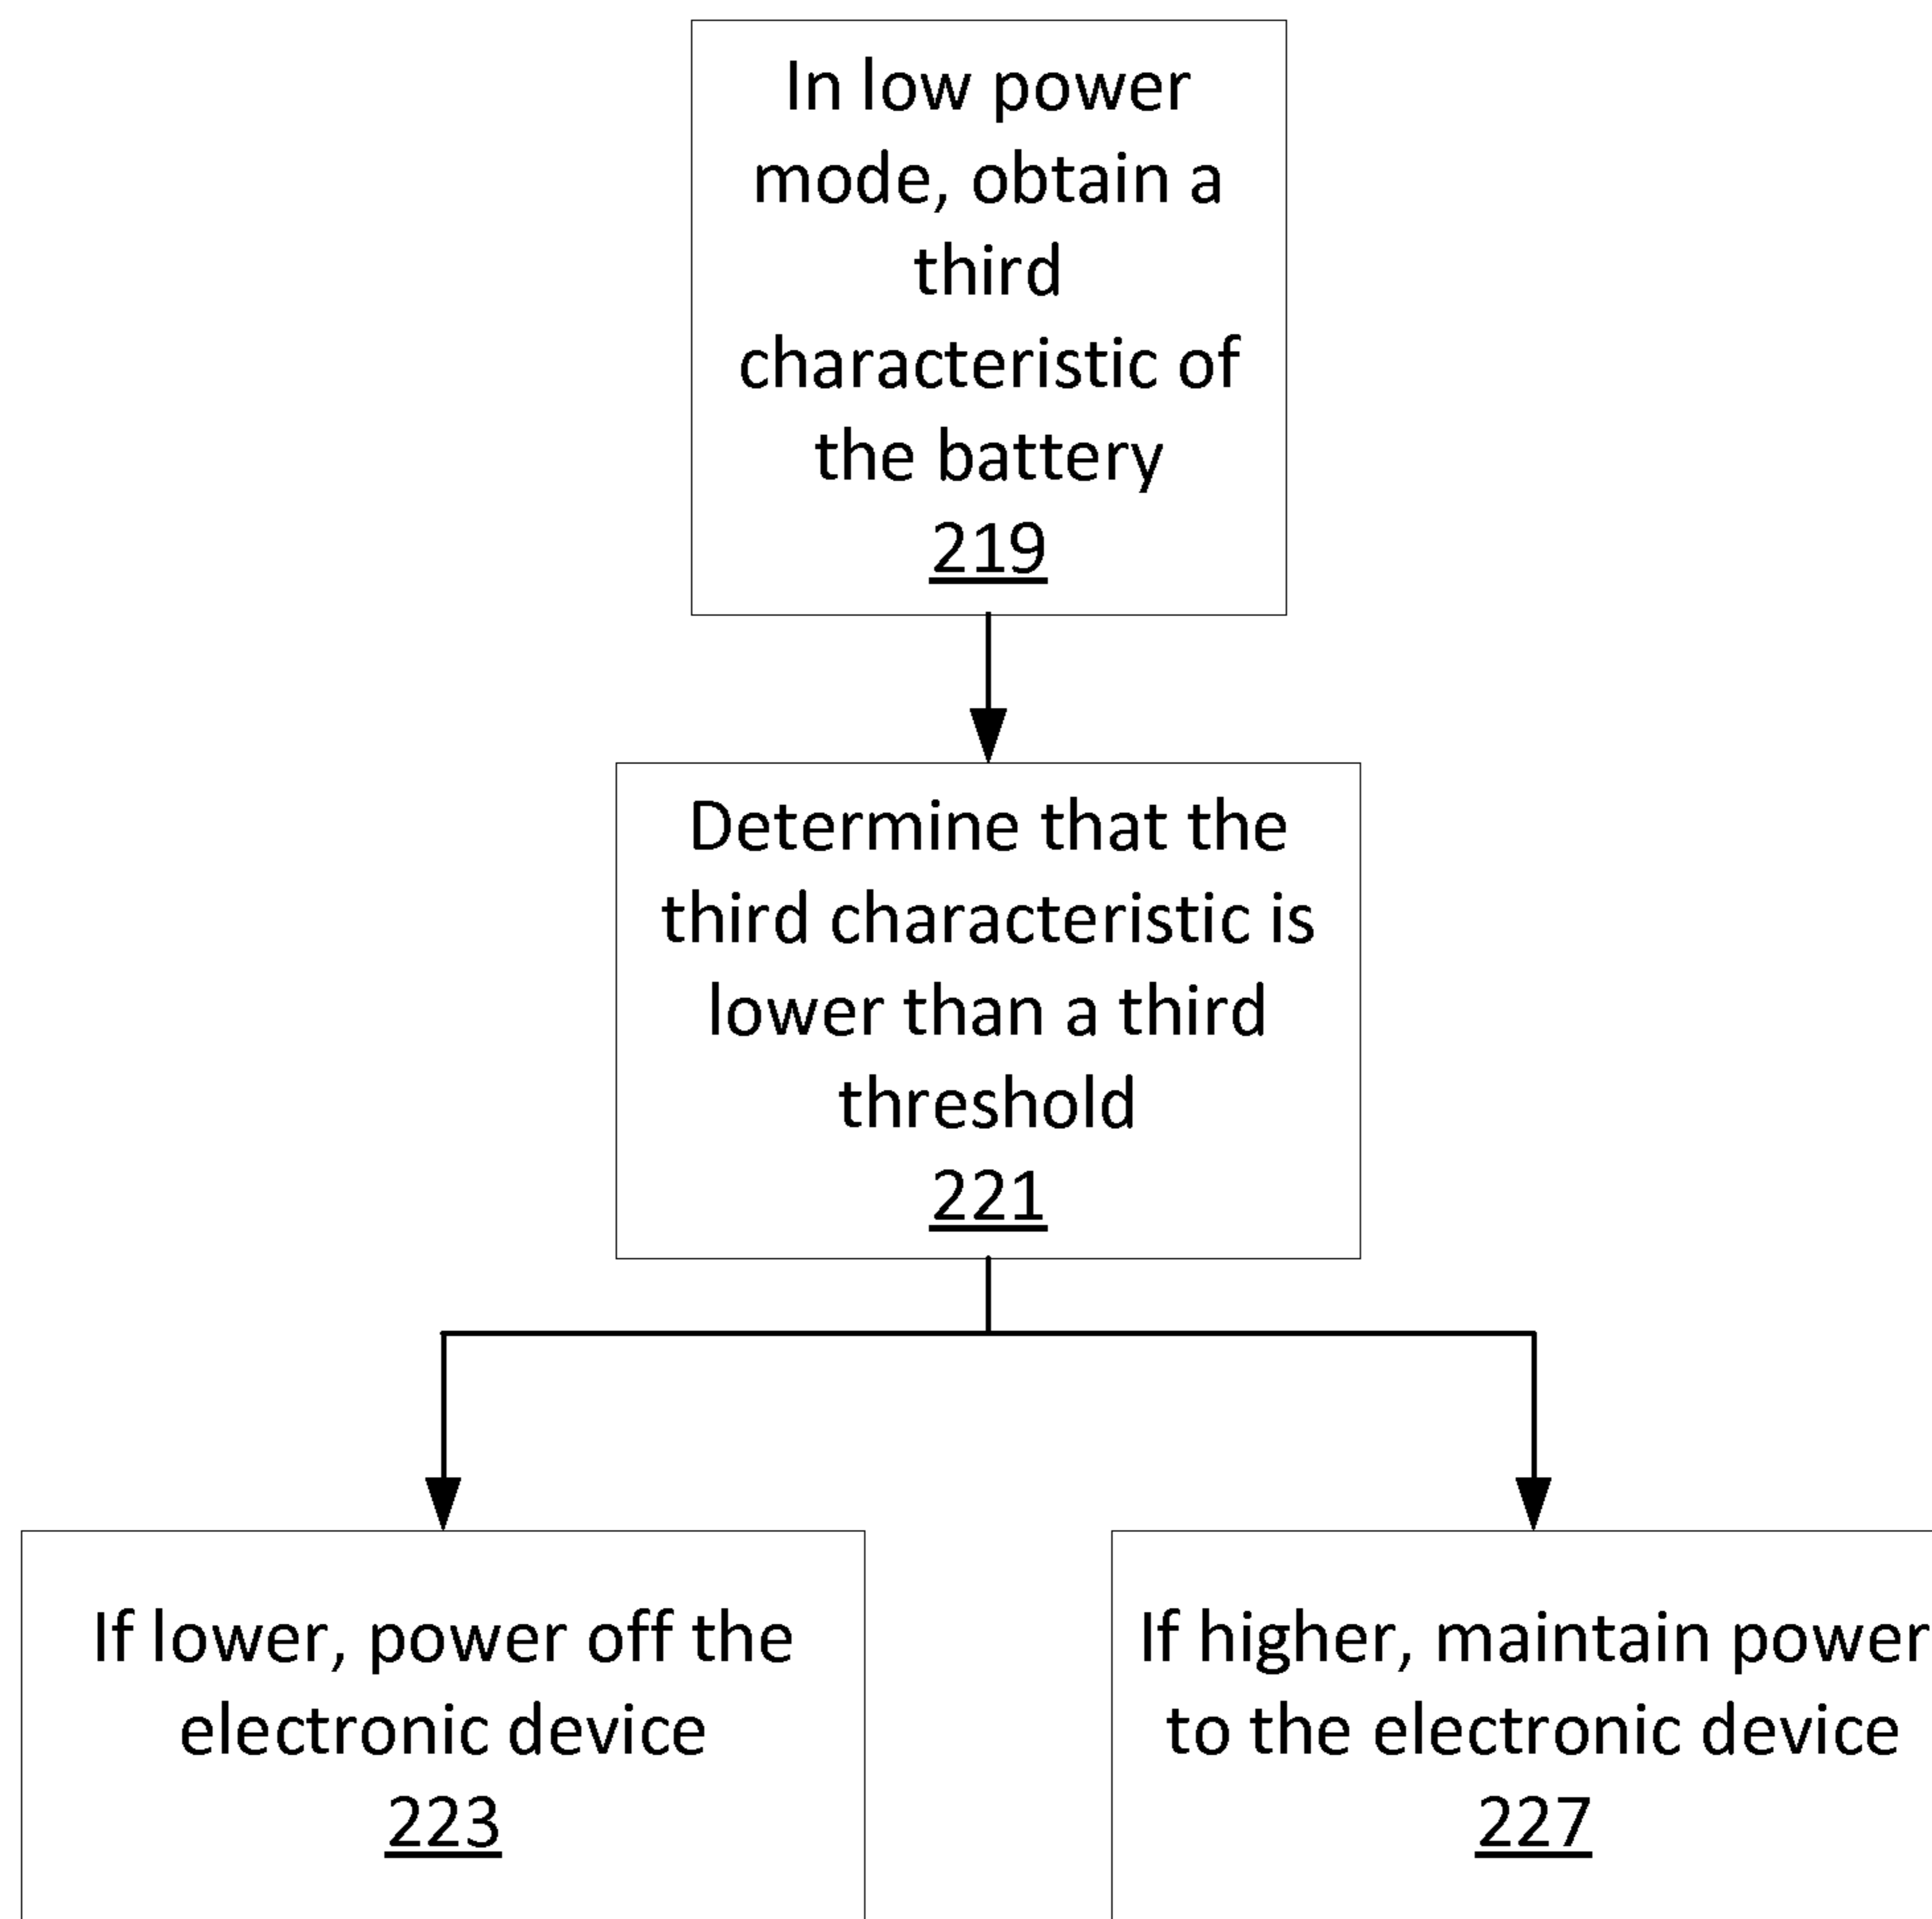 In low power
mode, obtain a
third
characteristic of
the battery
219
Determine that the
third characteristic is
lower than a third
threshold
221
If lower, power off the
electronic device
223
If higher, maintain power
to the electronic device
227